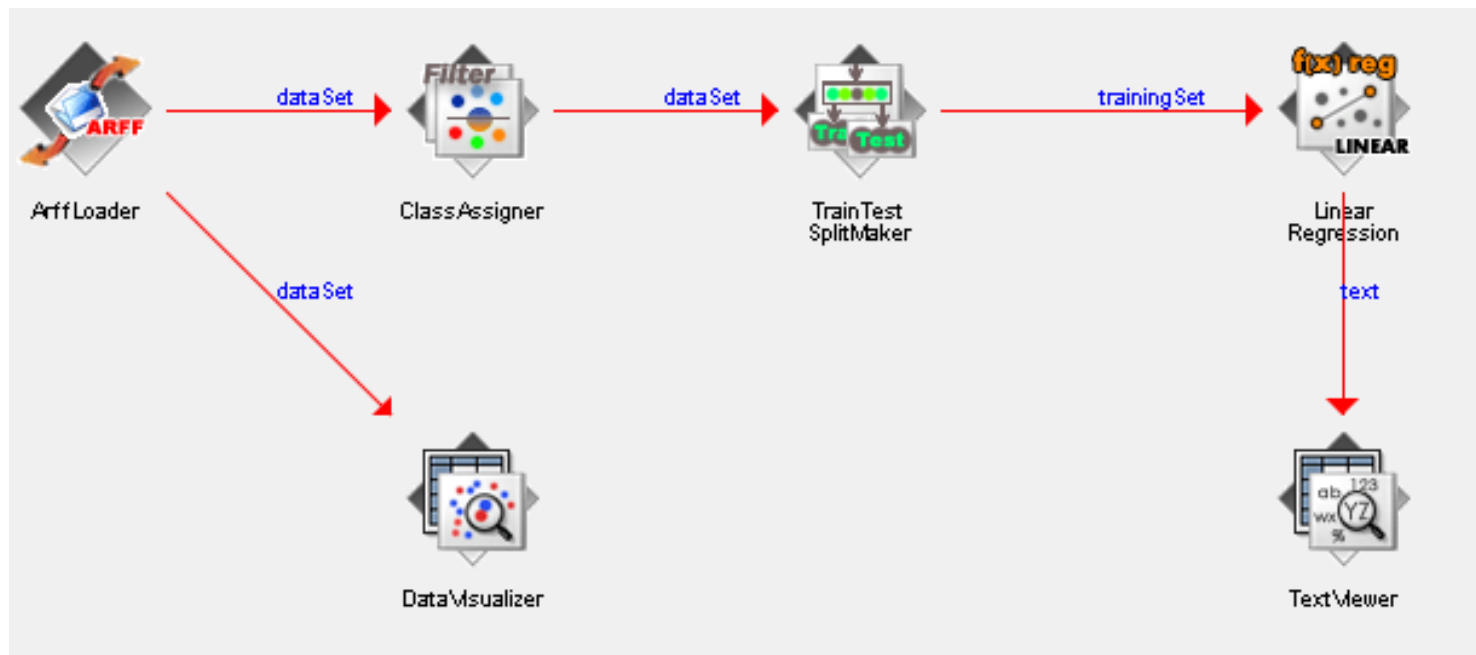 dataSet
dataSet
trainingSet
Filter
ARFF
Tra
Test
f(x) reg
LINEAR
ArffLoader
ClassAssigner
TrainTest
SplitMaker
Linear
Regression
dataSet
text
ab 123
wx YZ
%
DataVisualizer
TextViewer